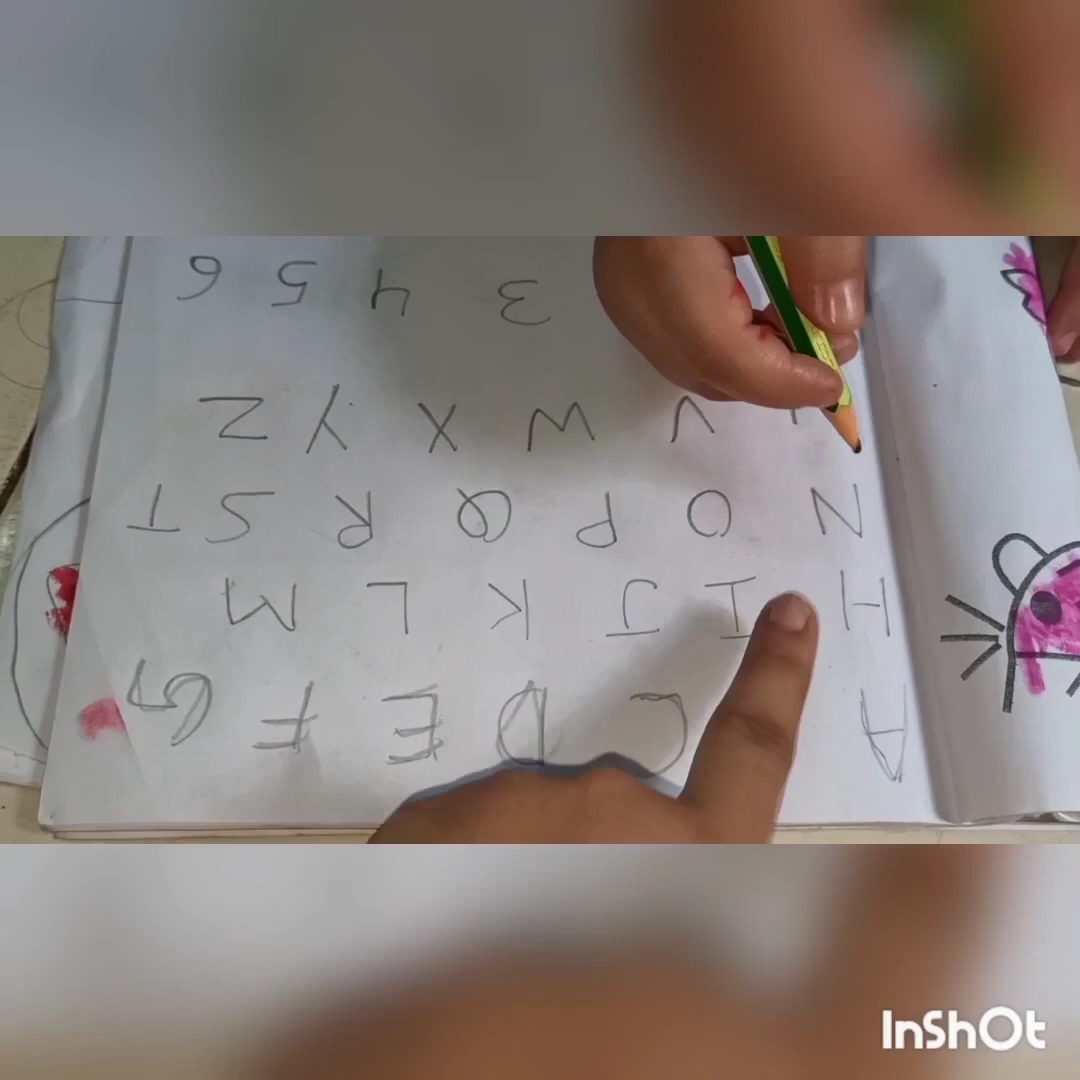 A C D E F G
H I J K L M
N O P Q R S T
V W X Y Z
3 4 5 6
InShOt